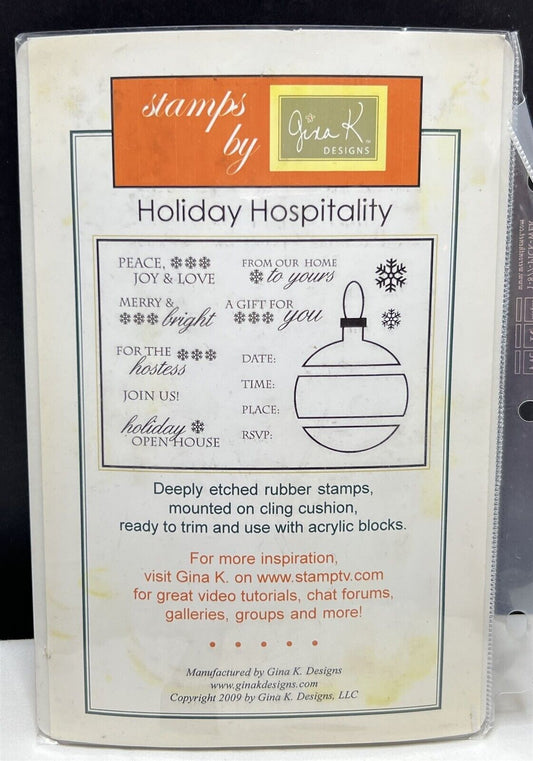 stamps
by
Gina K™
DESIGNS
Holiday Hospitality
PEACE,
JOY & LOVE
FROM OUR HOME
to yours
MERRY &
bright
A GIFT FOR
you
FOR THE
hostess
JOIN US!
holiday
OPEN HOUSE
DATE:
TIME:
PLACE:
RSVP:
Deeply etched rubber stamps,
mounted on cling cushion,
ready to trim and use with acrylic blocks.
For more inspiration,
visit Gina K. on www.stamptv.com
for great video tutorials, chat forums,
galleries, groups and more!
Manufactured by Gina K. Designs
www.ginakdesigns.com
Copyright 2009 by Gina K. Designs, LLC